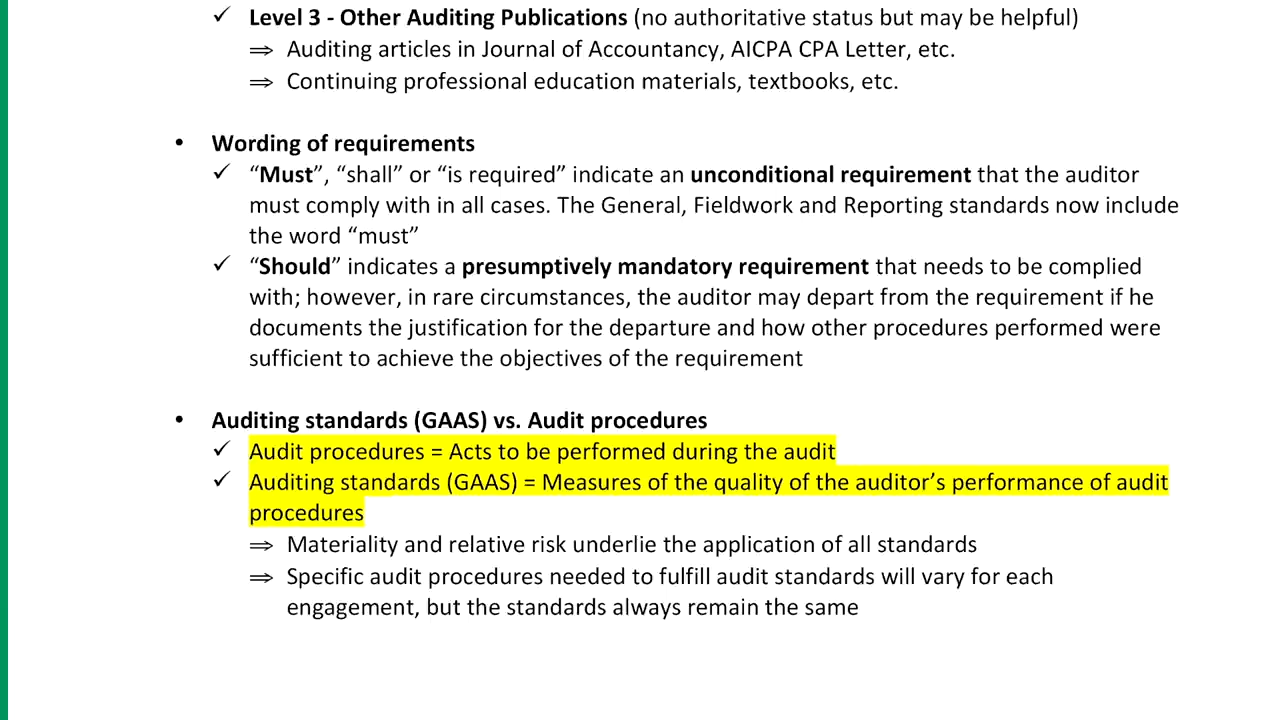 ✓ Level 3 - Other Auditing Publications (no authoritative status but may be helpful)
⇒ Auditing articles in Journal of Accountancy, AICPA CPA Letter, etc.
⇒ Continuing professional education materials, textbooks, etc.
• Wording of requirements
✓ “Must”, “shall” or “is required” indicate an unconditional requirement that the auditor
must comply with in all cases. The General, Fieldwork and Reporting standards now include
the word “must”
✓ “Should” indicates a presumptively mandatory requirement that needs to be complied
with; however, in rare circumstances, the auditor may depart from the requirement if he
documents the justification for the departure and how other procedures performed were
sufficient to achieve the objectives of the requirement
• Auditing standards (GAAS) vs. Audit procedures
✓ Audit procedures = Acts to be performed during the audit
✓ Auditing standards (GAAS) = Measures of the quality of the auditor’s performance of audit
procedures
⇒ Materiality and relative risk underlie the application of all standards
⇒ Specific audit procedures needed to fulfill audit standards will vary for each
engagement, but the standards always remain the same